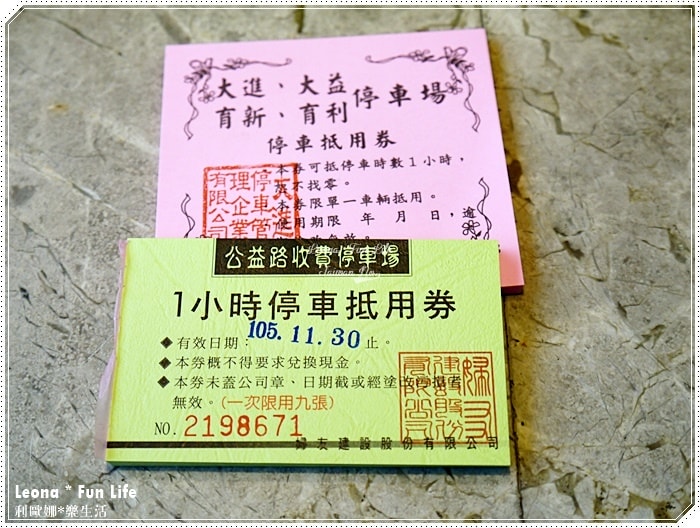 大進、大益
育新、育利 停車場
停車抵用券
本券可抵停車時數1小時，
不找零。
本券限單一車輛抵用。
使用期限 年 月 日，逾
公益路收費停車場
1小時停車抵用券
◆有效日期：105.11.30止。
◆本券概不得要求兌換現金。
◆本券未蓋公司章、日期截或經塗改
無效。(一次限用九張)
NO. 2198671
婦友建設股份有限公司
Leona * Fun Life
利歐娜*樂生活